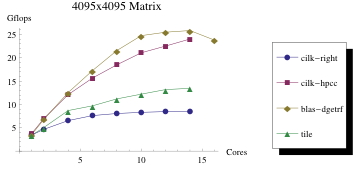 4095x4095 Matrix
Gflops
25
20
15
10
5
5 10 15 Cores
cilk-right
cilk-hpcc
blas-dgetrf
tile